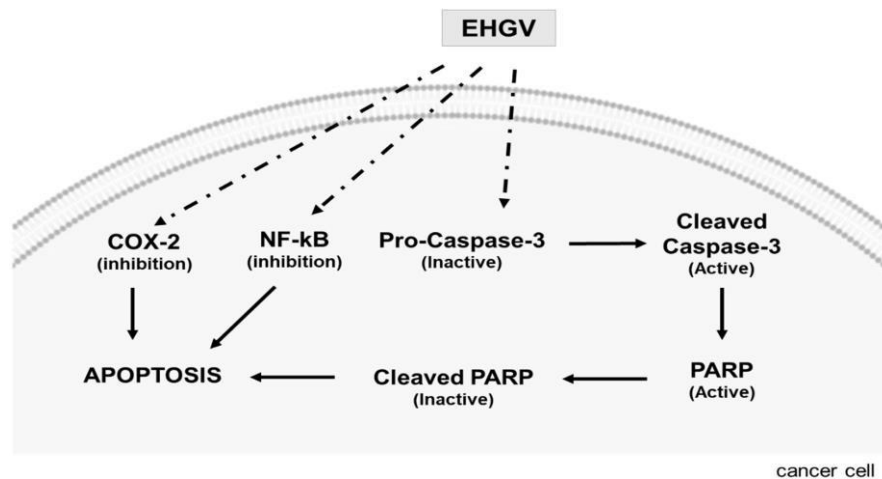 EHGV
COX-2
(inhibition)
NF-kB
(inhibition)
Pro-Caspase-3
(Inactive)
Cleaved
Caspase-3
(Active)
APOPTOSIS
Cleaved PARP
(Inactive)
PARP
(Active)
cancer cell